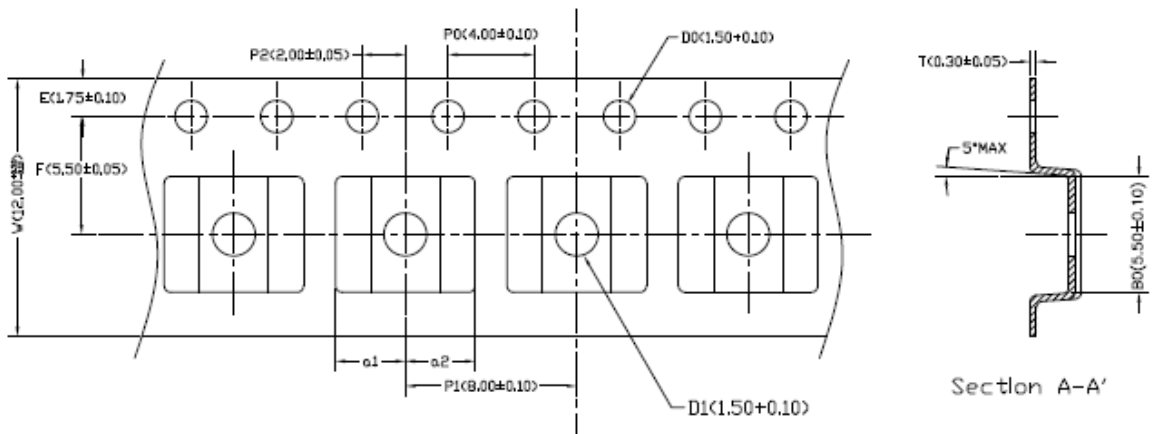 P0(4.00±0.10)
D0(1.50+0.10)
P2(2.00±0.05)
T(0.30±0.05)
E(1.75±0.10)
5°MAX
F(5.50±0.05)
W(12.00
B0(5.50±0.10)
a1
a2
P1(8.00±0.10)
Section A-A'
D1(1.50+0.10)